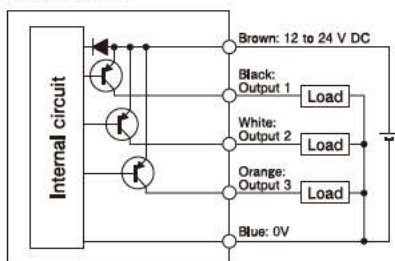 Internal circuit
Brown: 12 to 24 V DC
Black:
Output 1
Load
White:
Output 2
Load
Orange:
Output 3
Load
Blue: 0V